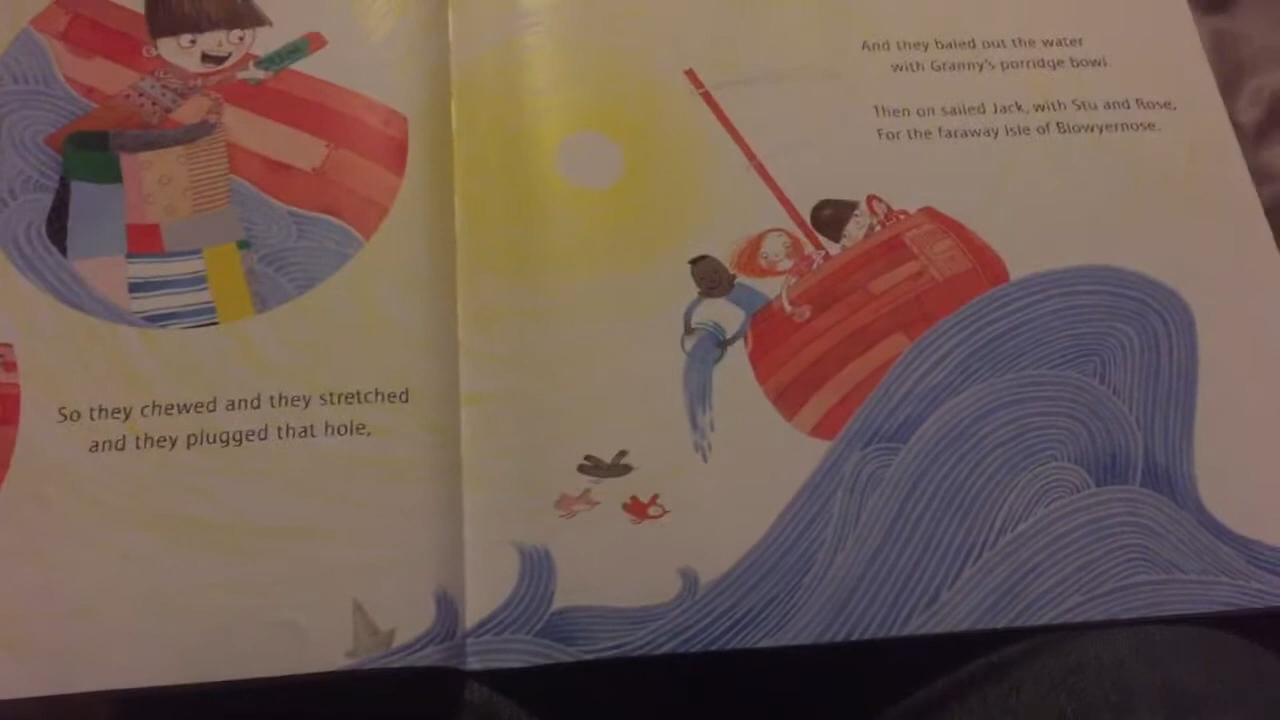 So they chewed and they stretched
and they plugged that hole,
And they baled out the water
with Granny's porridge bowl.
Then on sailed Jack, with Stu and Rose,
For the faraway Isle of Blowyernose.